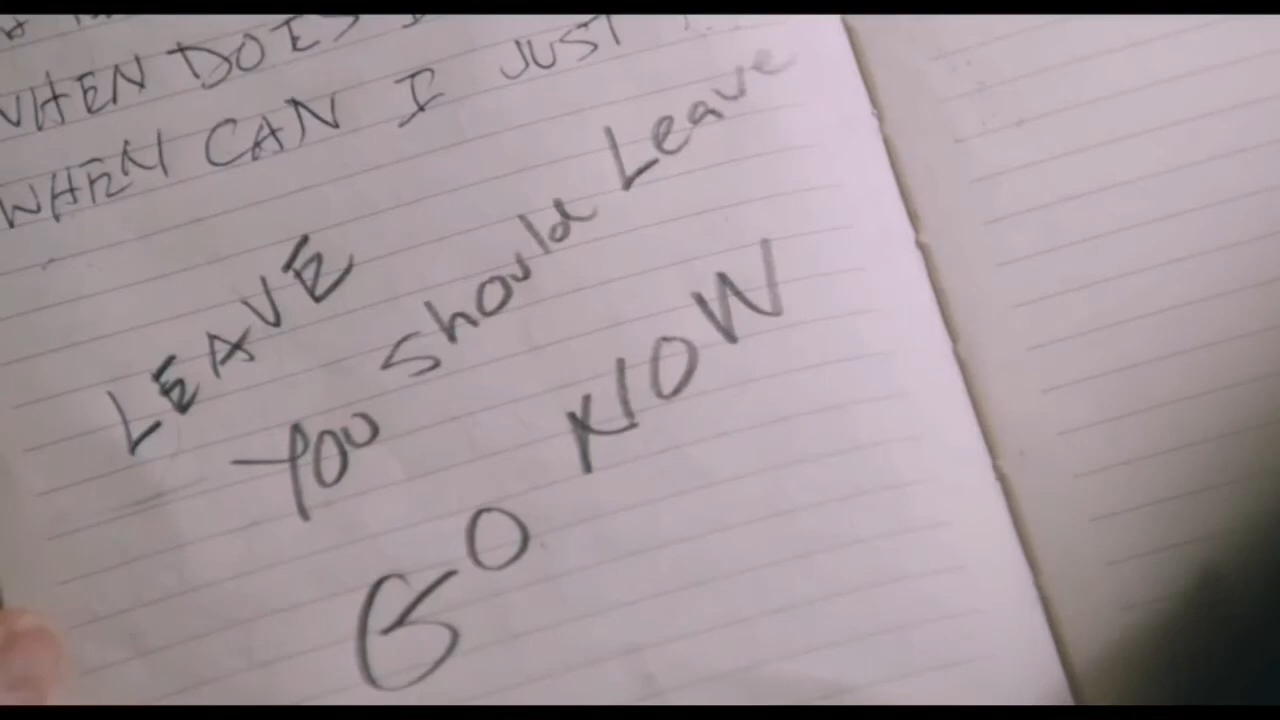 WHEN DOES
WHEN CAN I JUST
LEAVE
You should Leave
GO NOW